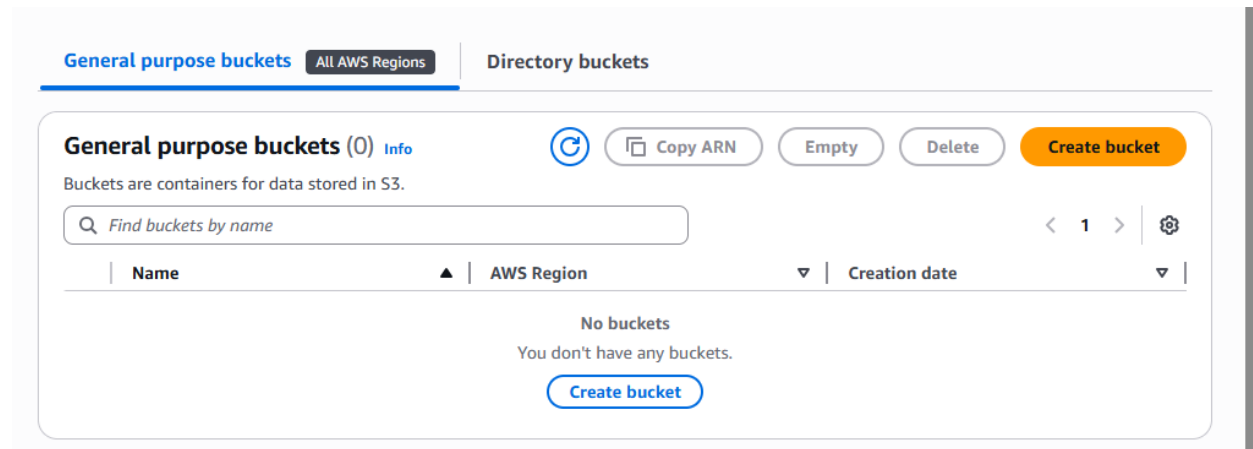 General purpose buckets All AWS Regions Directory buckets
General purpose buckets (0) Info Copy ARN Empty Delete Create bucket
Buckets are containers for data stored in S3.
Find buckets by name 1
Name AWS Region Creation date
No buckets
You don't have any buckets.
Create bucket